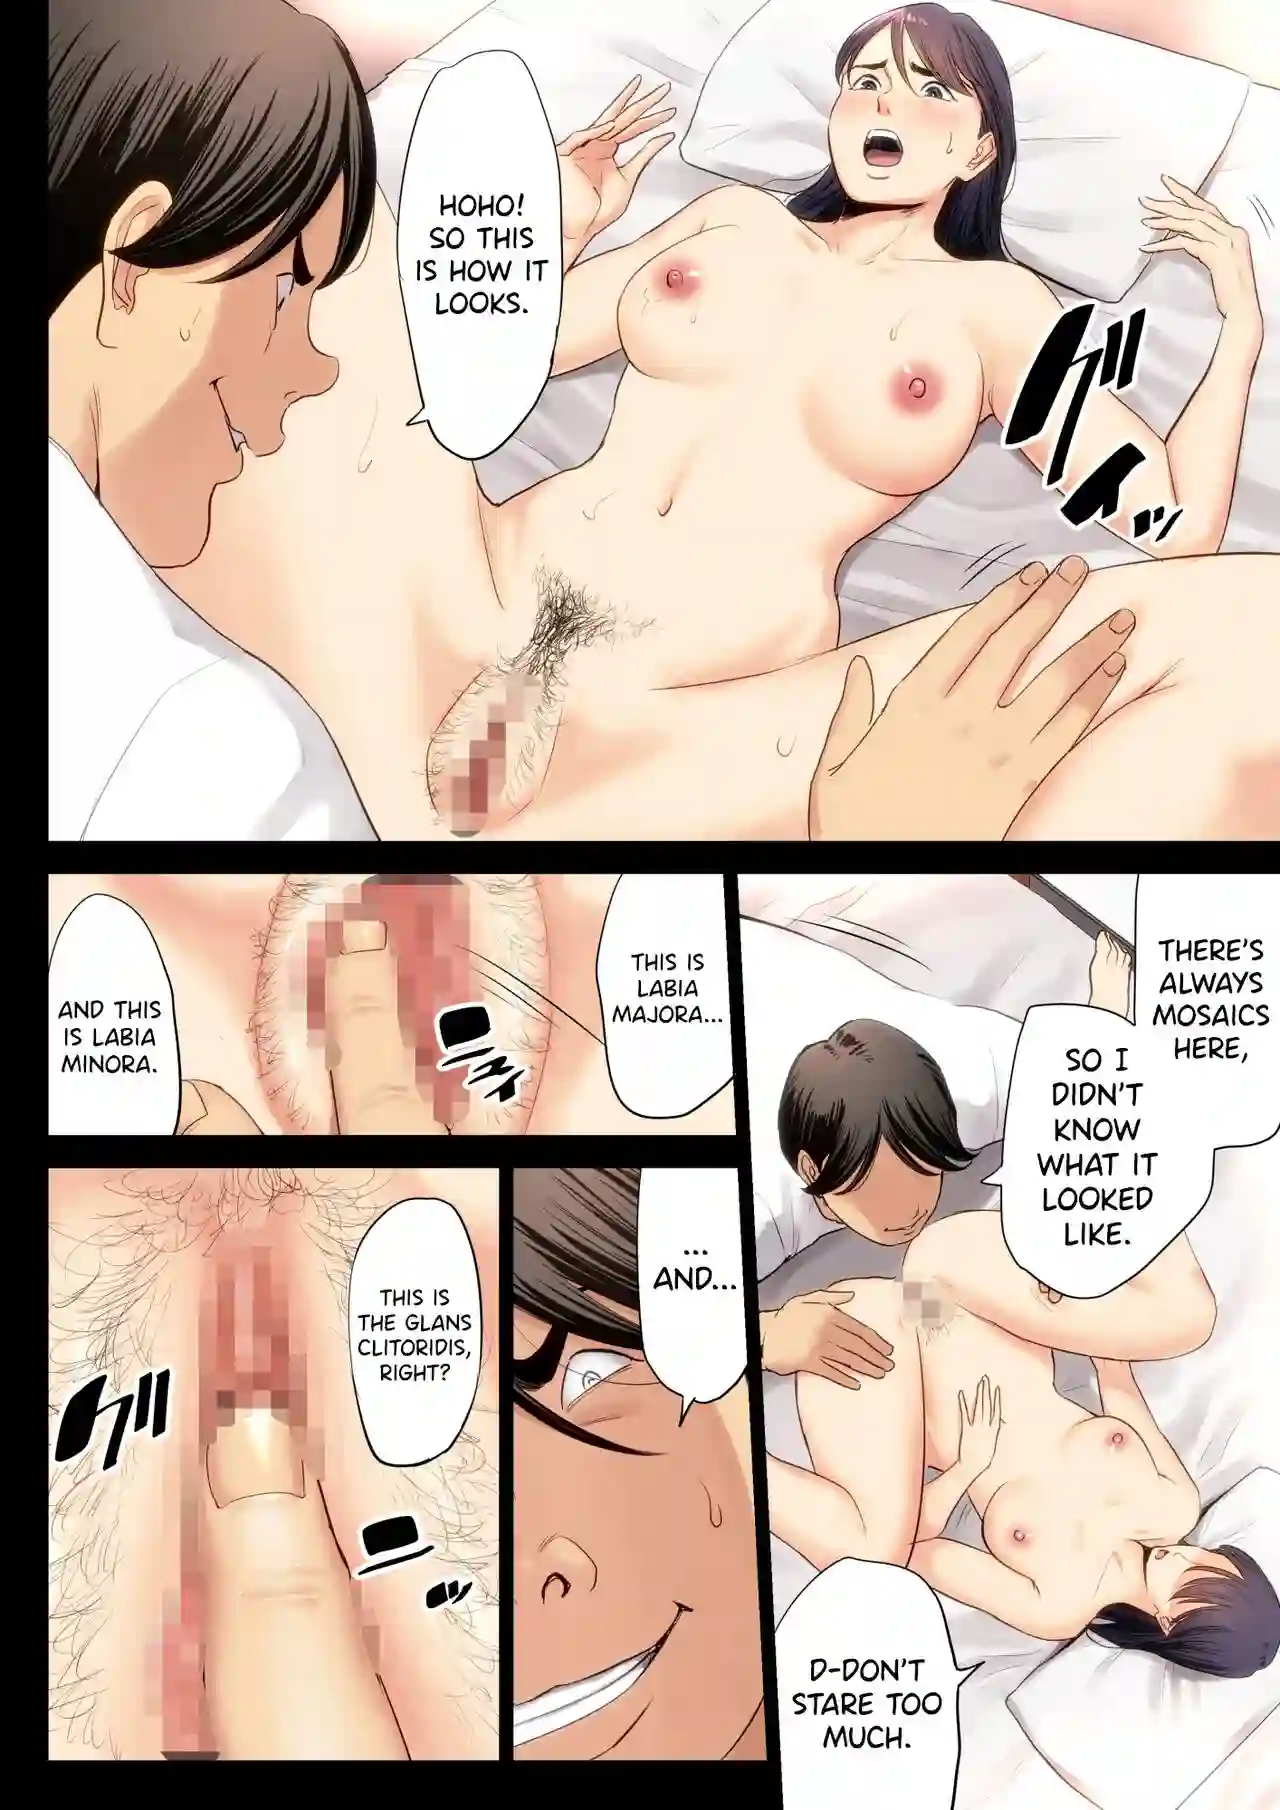 HOHO!
SO THIS
IS HOW IT
LOOKS.
グ
イッ
THERE'S
ALWAYS
MOSAICS
HERE,
SO I
DIDN'T
KNOW
WHAT IT
LOOKED
LIKE.
D-DON'T
STARE TOO
MUCH.
THIS IS
LABIA
MAJORA...
AND THIS
IS LABIA
MINORA.
...
AND...
THIS IS
THE GLANS
CLITORIDIS,
RIGHT?
グ